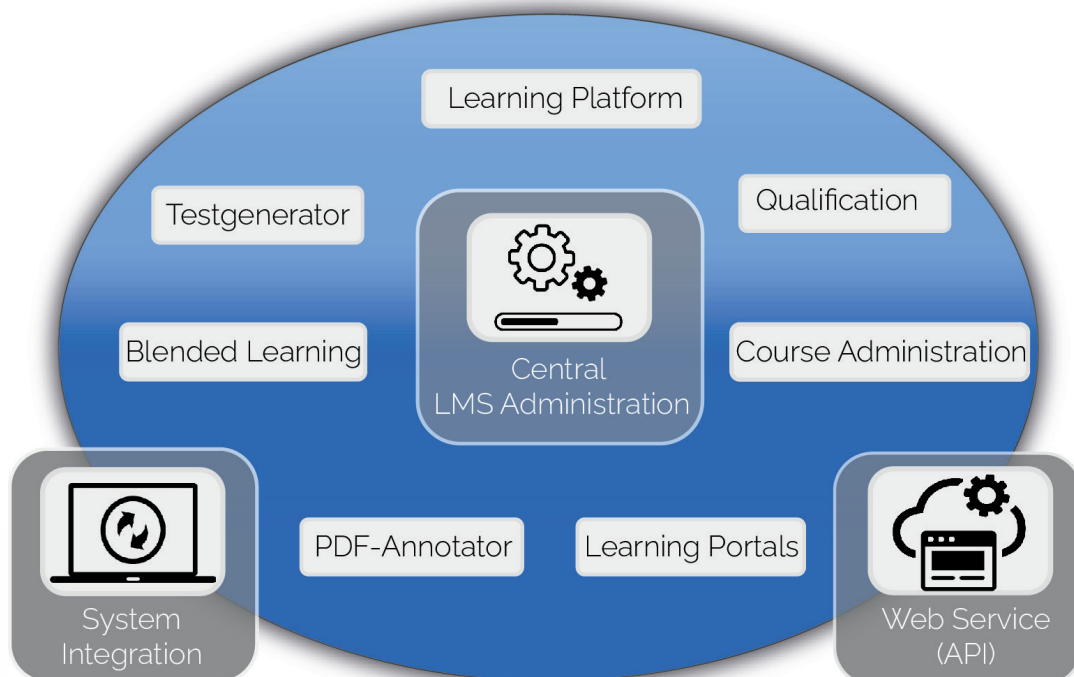 Learning Platform
Testgenerator
Qualification
Blended Learning
Central
LMS Administration
Course Administration
PDF-Annotator
Learning Portals
System
Integration
Web Service
(API)